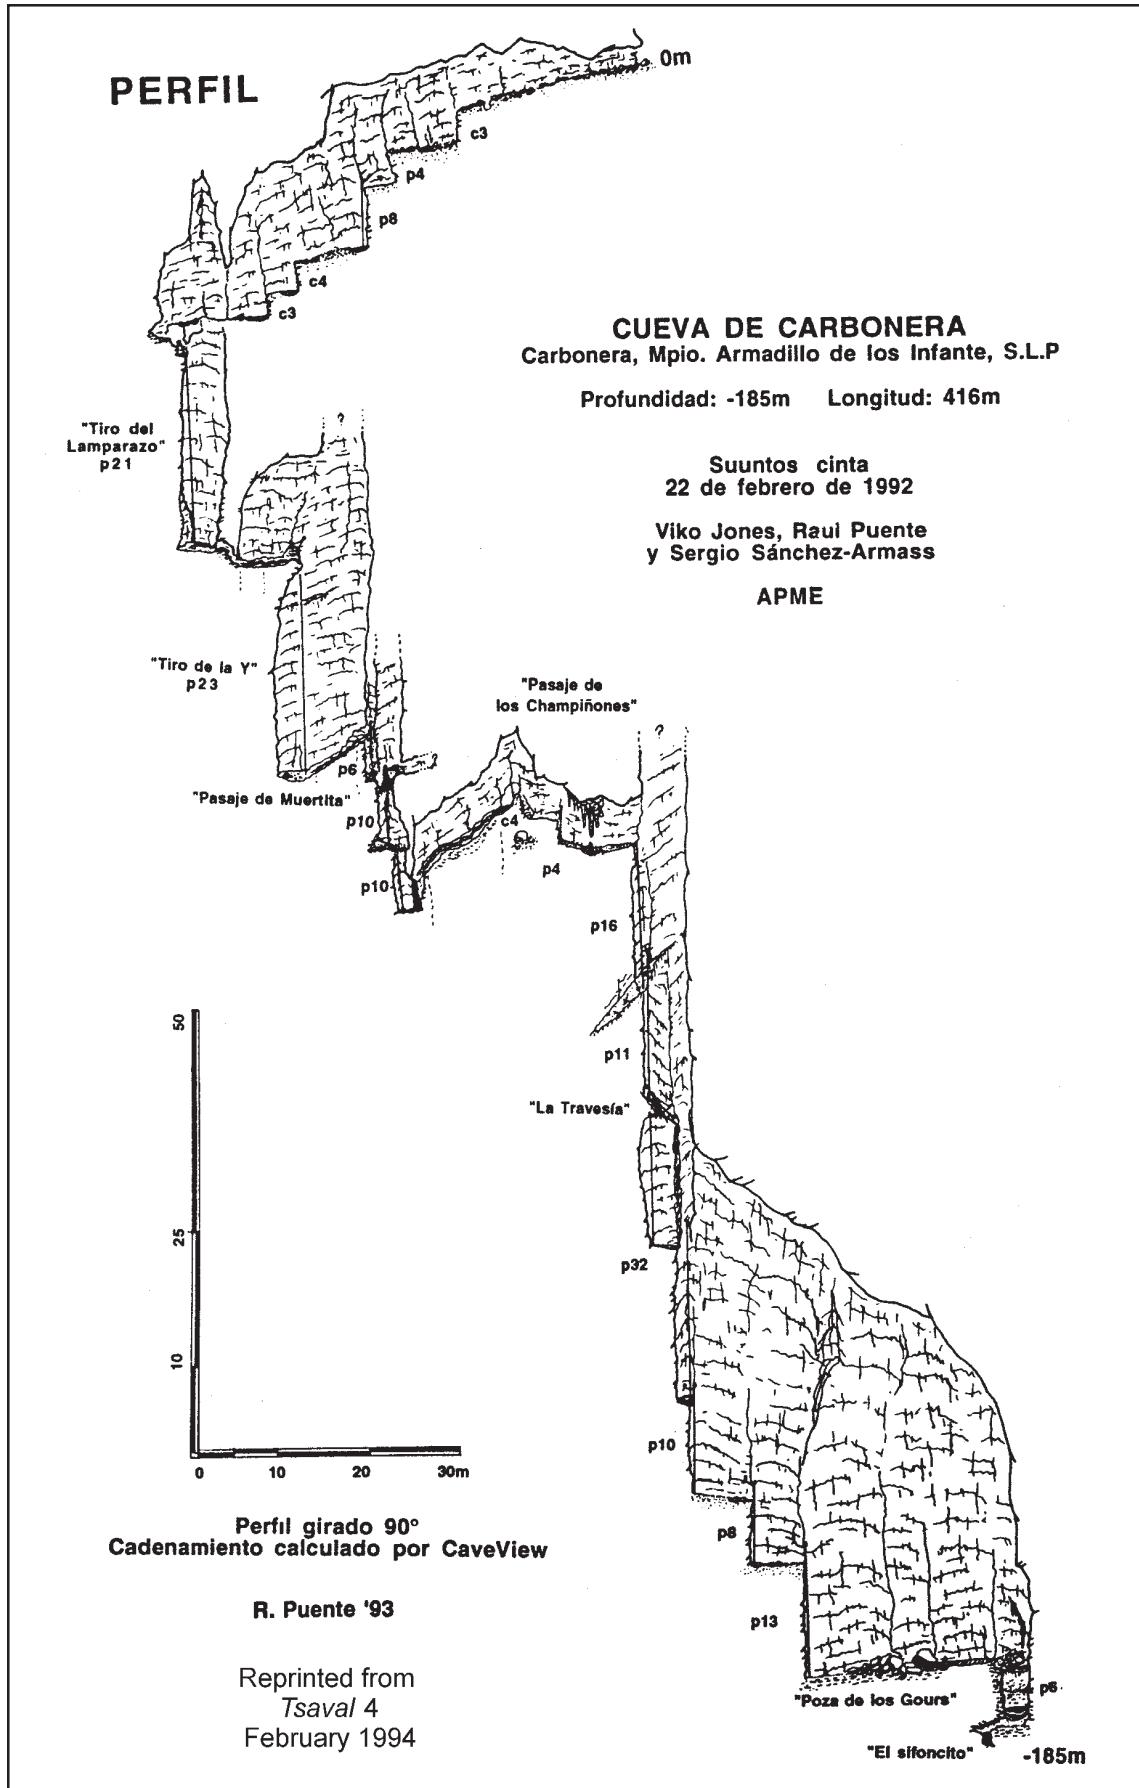 PERFIL
0m
c3
p4
p8
c4
c3
CUEVA DE CARBONERA
Carbonera, Mpio. Armadillo de los Infante, S.L.P
Profundidad: -185m Longitud: 416m
"Tiro del
Lamparazo"
p21
?
Suuntos cinta
22 de febrero de 1992
Viko Jones, Raul Puente
y Sergio Sánchez-Armass
APME
"Tiro de la Y"
p23
"Pasaje de
los Champiñones"
?
p6
?
"Pasaje de Muertita"
p10
c4
p4
p10
p16
50
p11
"La Travesía"
25
p32
10
p10
0 10 20 30m
Perfil girado 90°
Cadenamiento calculado por CaveView
p8
R. Puente '93
p13
Reprinted from
Tsaval 4
February 1994
p6
"Poza de los Gours"
"El sifoncito"
-185m